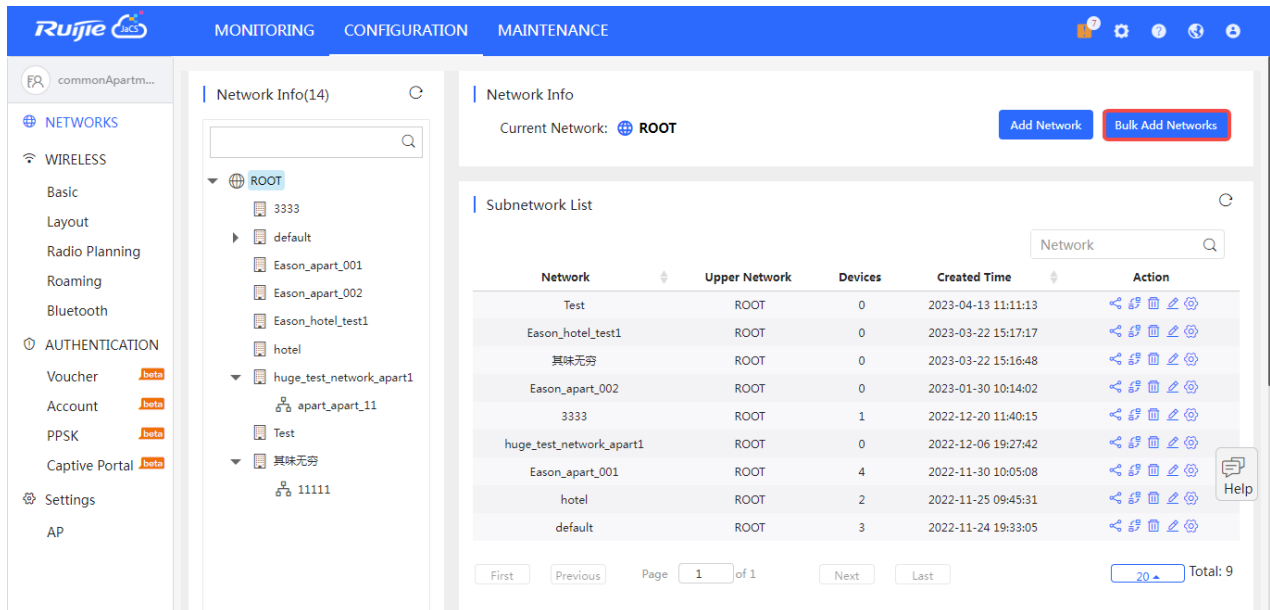 Ruijie JaCS
MONITORING
CONFIGURATION
MAINTENANCE
7
commonApartm...
NETWORKS
WIRELESS
Basic
Layout
Radio Planning
Roaming
Bluetooth
AUTHENTICATION
Voucher beta
Account beta
PPSK beta
Captive Portal beta
Settings
AP
Network Info(14)
ROOT
3333
default
Eason_apart_001
Eason_apart_002
Eason_hotel_test1
hotel
huge_test_network_apart1
apart_apart_11
Test
其味无穷
11111
Network Info
Current Network: ROOT
Add Network
Bulk Add Networks
Subnetwork List
Network
Network Upper Network Devices Created Time Action
Test ROOT 0 2023-04-13 11:11:13
Eason_hotel_test1 ROOT 0 2023-03-22 15:17:17
其味无穷 ROOT 0 2023-03-22 15:16:48
Eason_apart_002 ROOT 0 2023-01-30 10:14:02
3333 ROOT 1 2022-12-20 11:40:15
huge_test_network_apart1 ROOT 0 2022-12-06 19:27:42
Eason_apart_001 ROOT 4 2022-11-30 10:05:08
hotel ROOT 2 2022-11-25 09:45:31
default ROOT 3 2022-11-24 19:33:05
First Previous Page 1 of 1 Next Last 20 Total: 9
Help